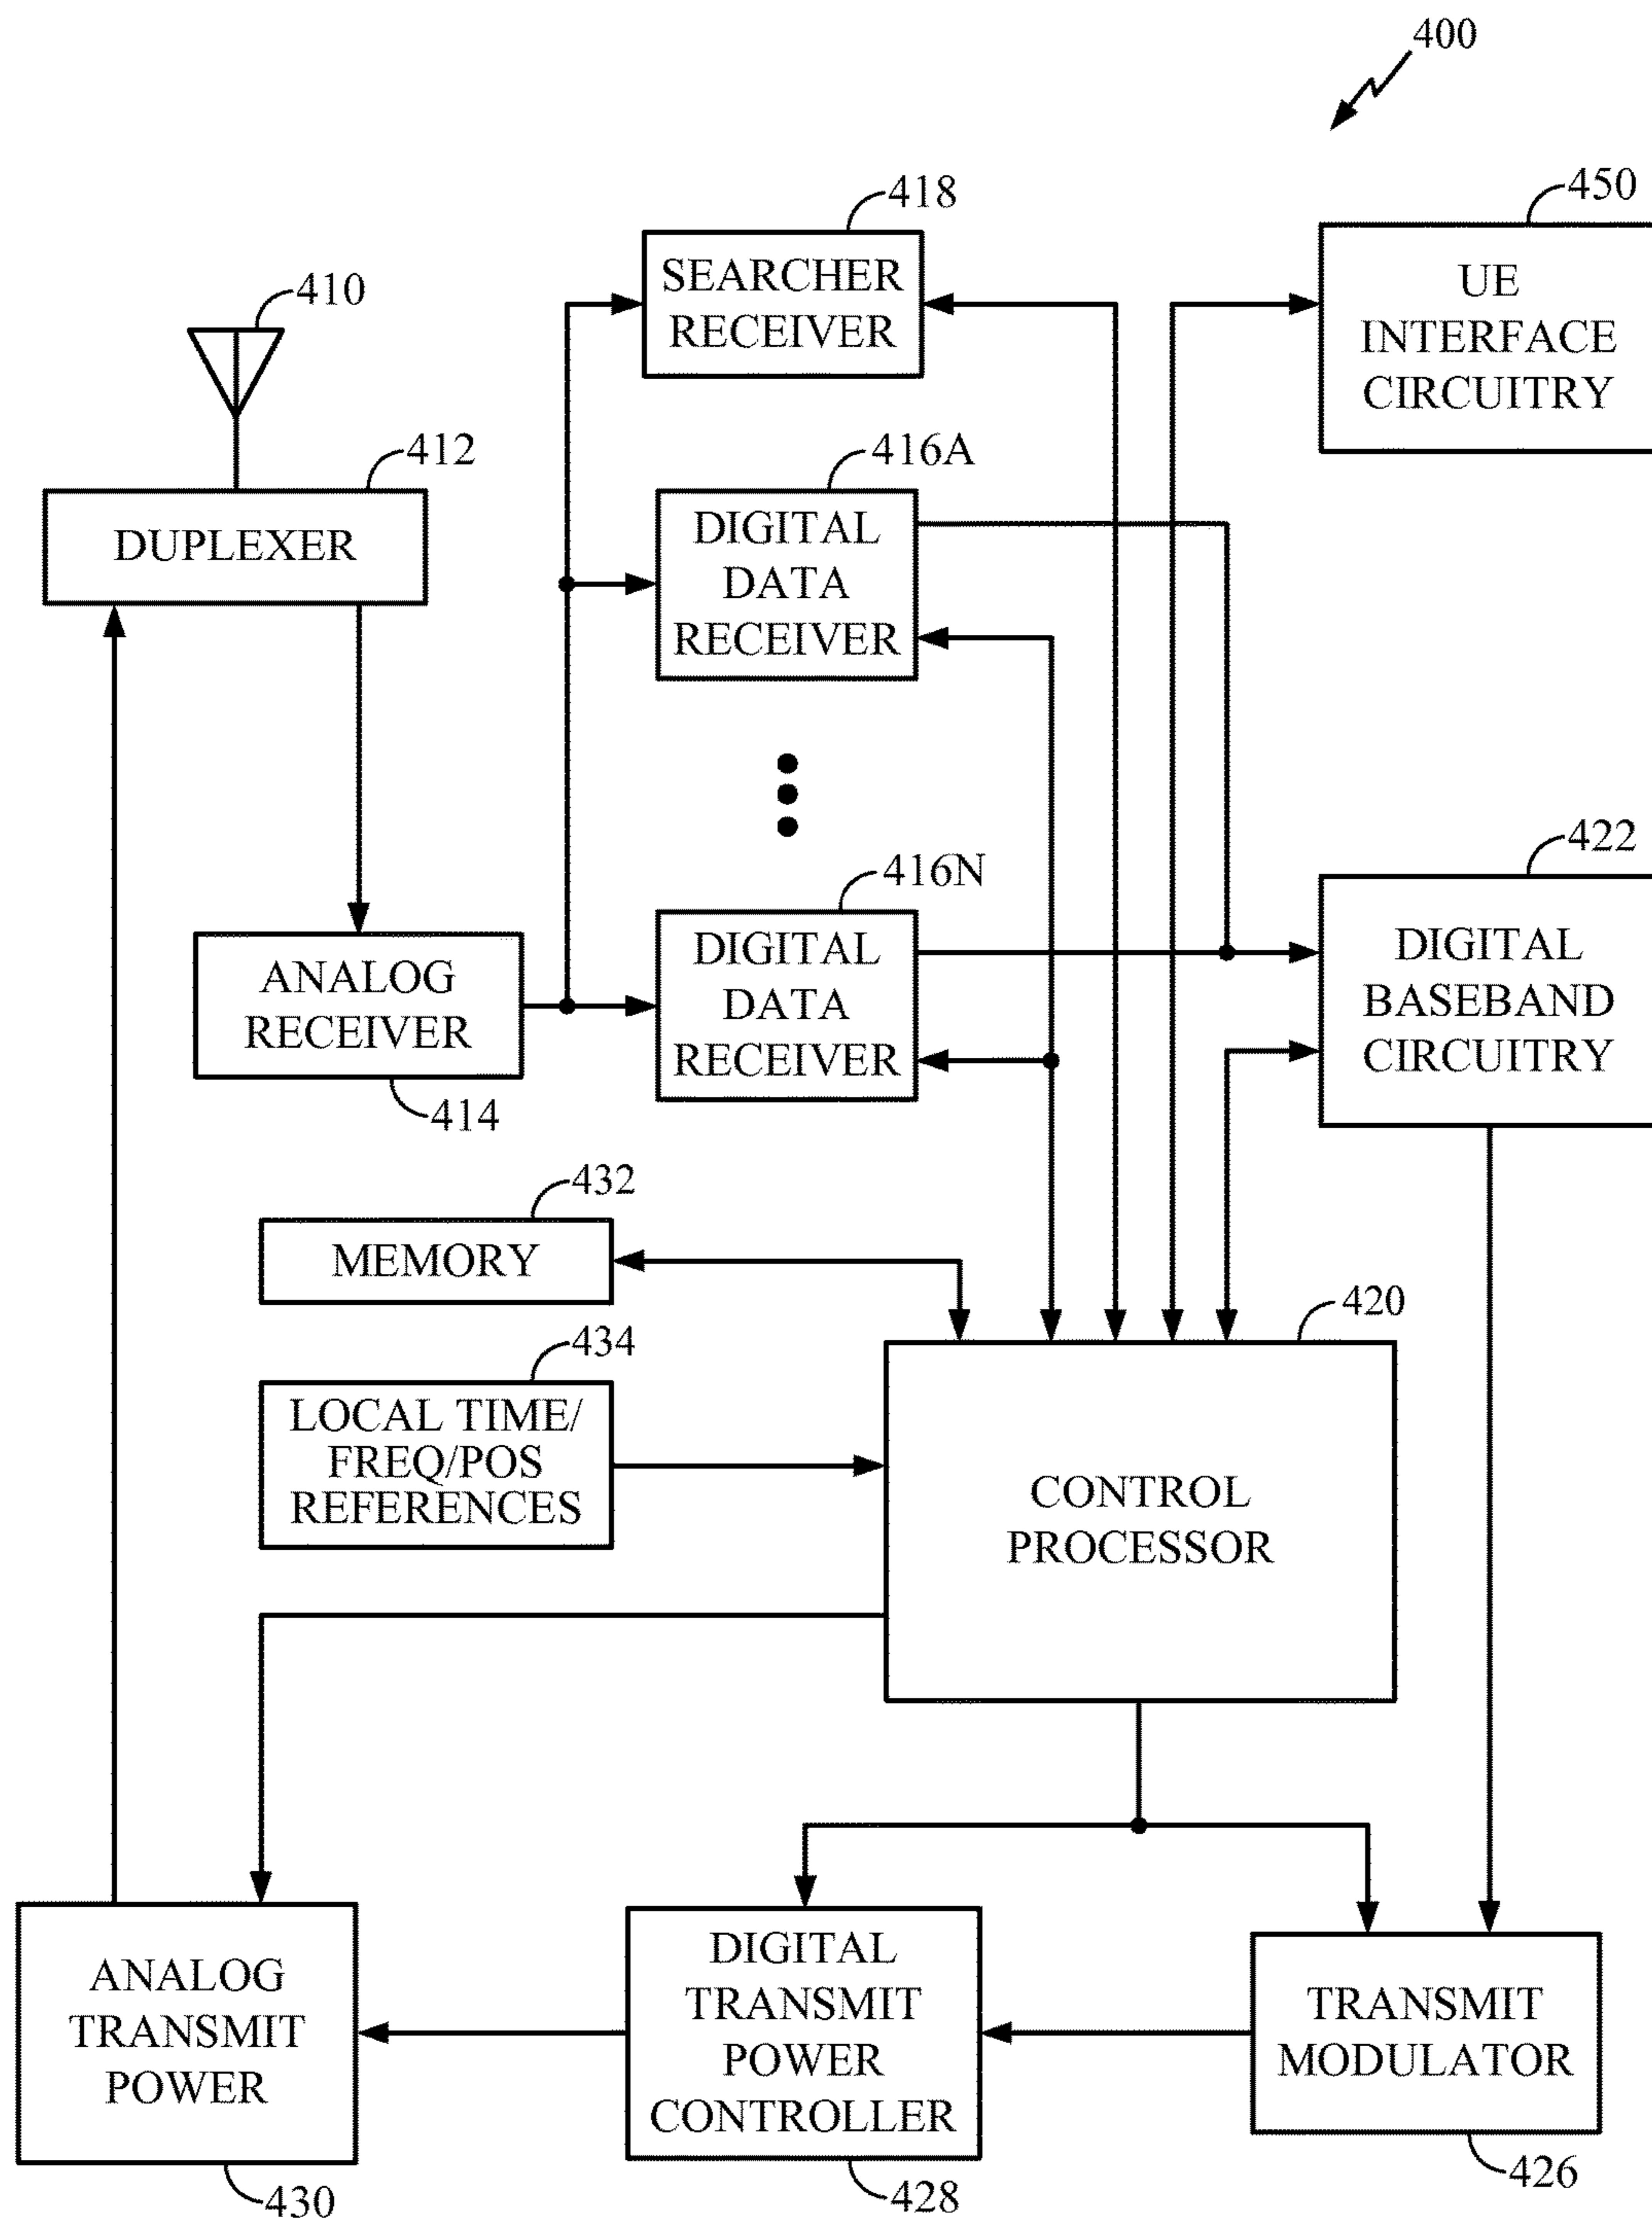 400
418
SEARCHER
RECEIVER
450
UE
INTERFACE
CIRCUITRY
410
412
DUPLEXER
416A
DIGITAL
DATA
RECEIVER
416N
DIGITAL
DATA
RECEIVER
422
DIGITAL
BASEBAND
CIRCUITRY
ANALOG
RECEIVER
414
432
MEMORY
434
LOCAL TIME/
FREQ/POS
REFERENCES
420
CONTROL
PROCESSOR
ANALOG
TRANSMIT
POWER
430
DIGITAL
TRANSMIT
POWER
CONTROLLER
428
TRANSMIT
MODULATOR
426